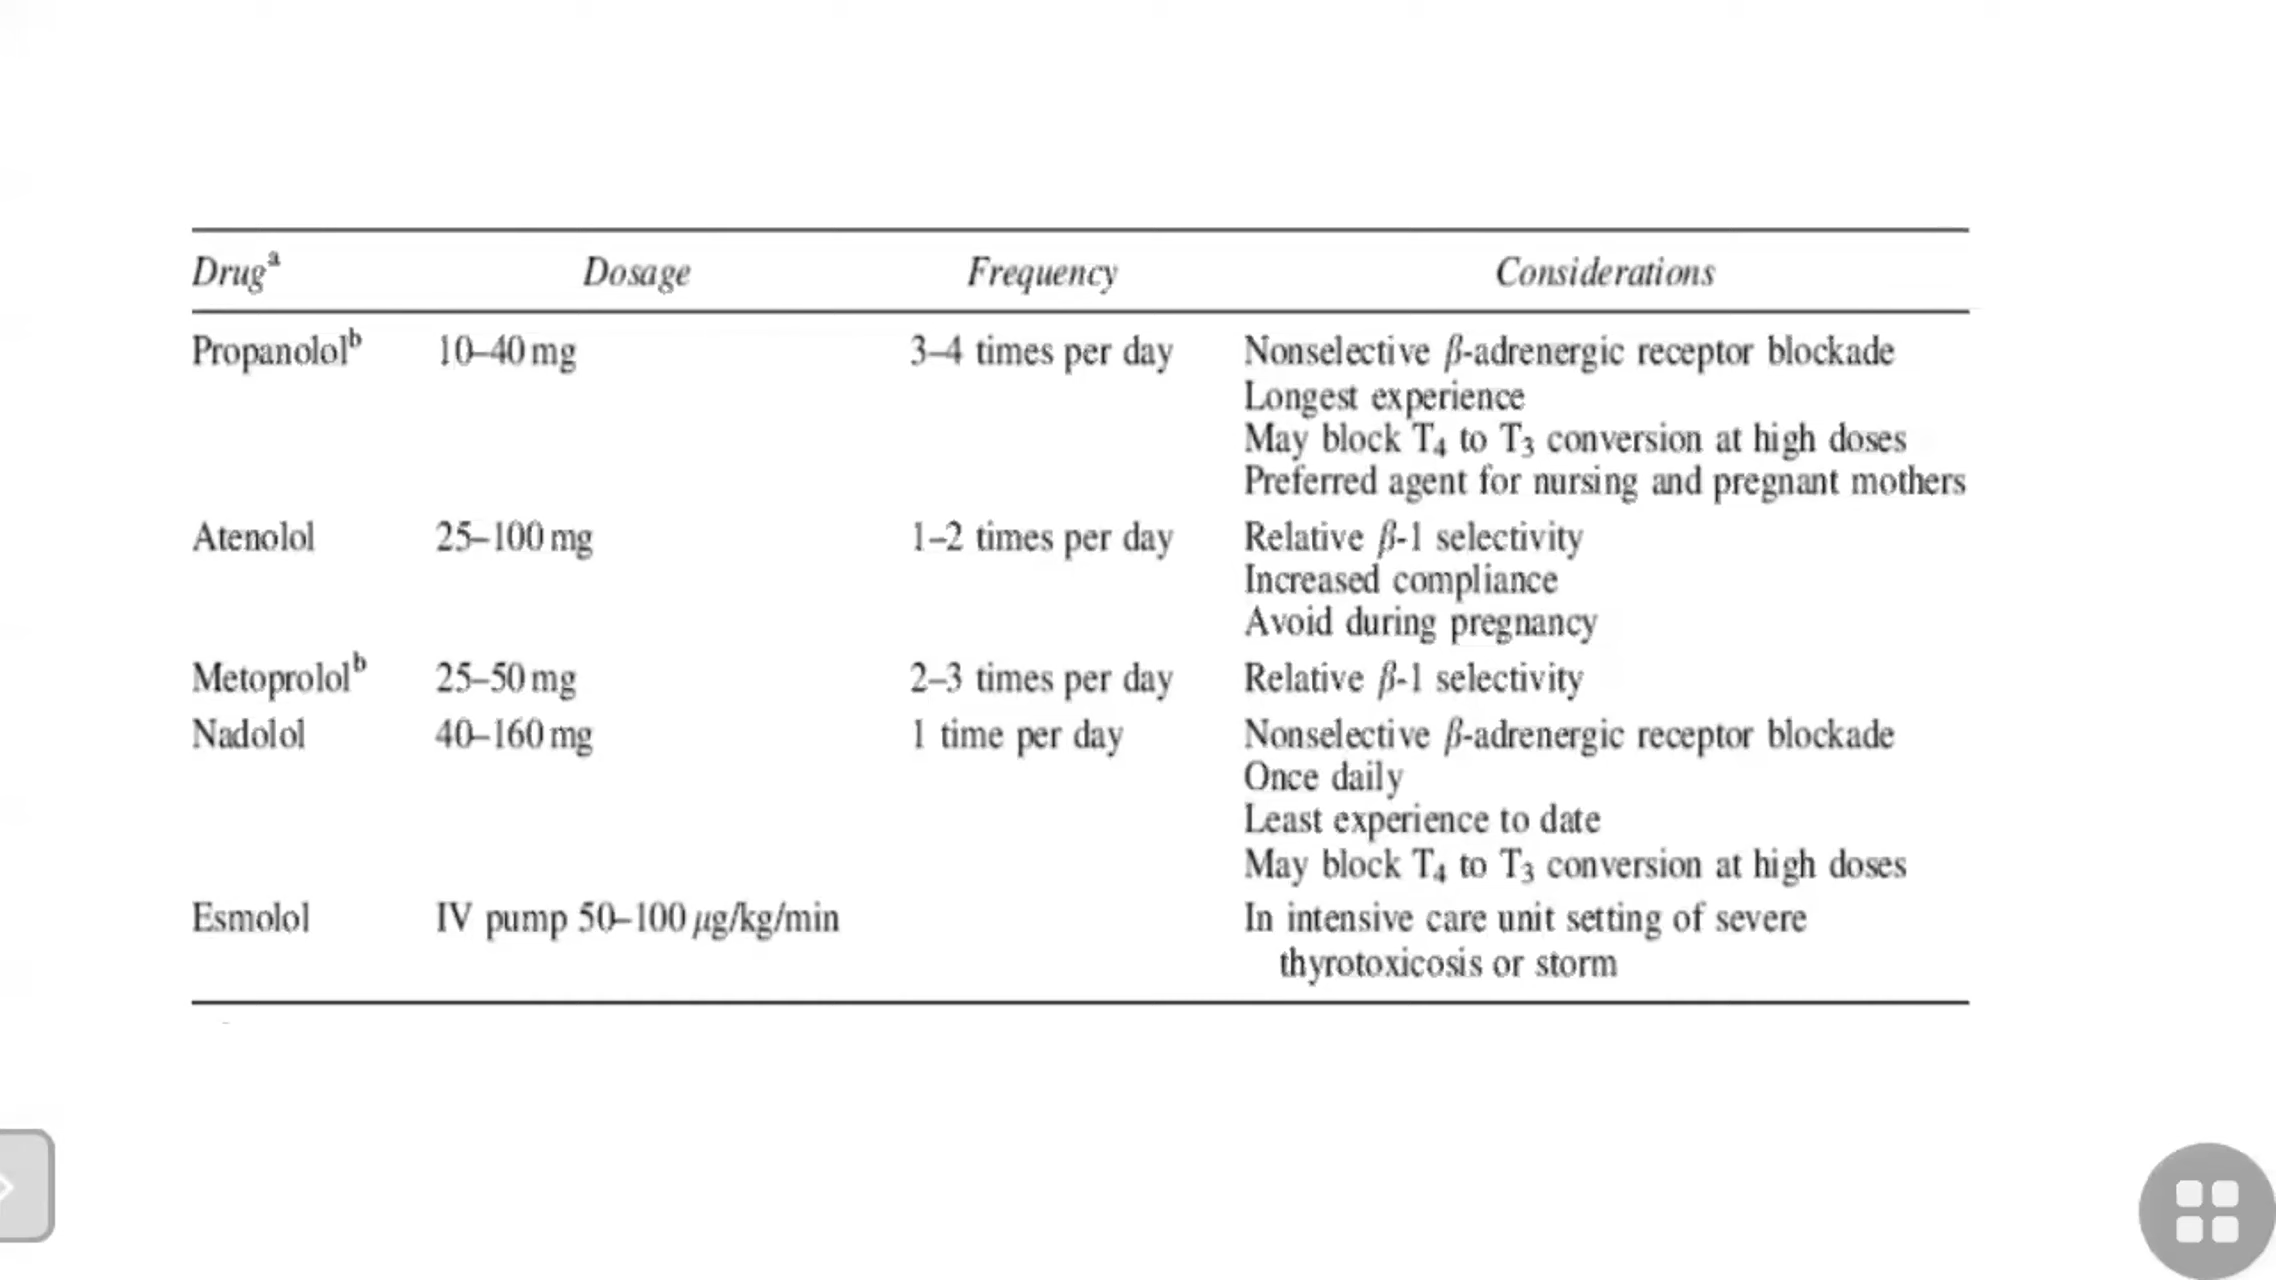 Drugᵃ Dosage Frequency Considerations
Propanololᵇ 10–40 mg 3–4 times per day Nonselective β-adrenergic receptor blockade
Longest experience
May block T₄ to T₃ conversion at high doses
Preferred agent for nursing and pregnant mothers
Atenolol 25–100 mg 1–2 times per day Relative β-1 selectivity
Increased compliance
Avoid during pregnancy
Metoprololᵇ 25–50 mg 2–3 times per day Relative β-1 selectivity
Nadolol 40–160 mg 1 time per day Nonselective β-adrenergic receptor blockade
Once daily
Least experience to date
May block T₄ to T₃ conversion at high doses
Esmolol IV pump 50–100 μg/kg/min In intensive care unit setting of severe
thyrotoxicosis or storm